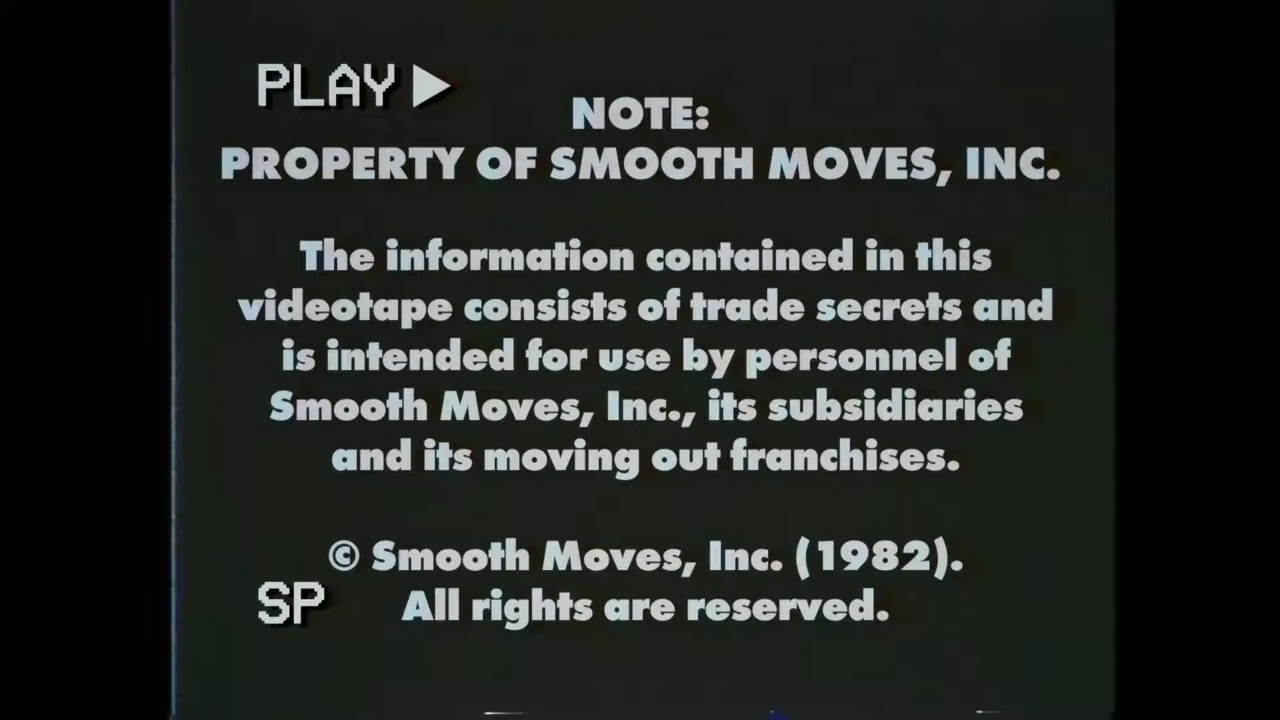 PLAY ▶
NOTE:
PROPERTY OF SMOOTH MOVES, INC.
The information contained in this
videotape consists of trade secrets and
is intended for use by personnel of
Smooth Moves, Inc., its subsidiaries
and its moving out franchises.
© Smooth Moves, Inc. (1982).
SP
All rights are reserved.